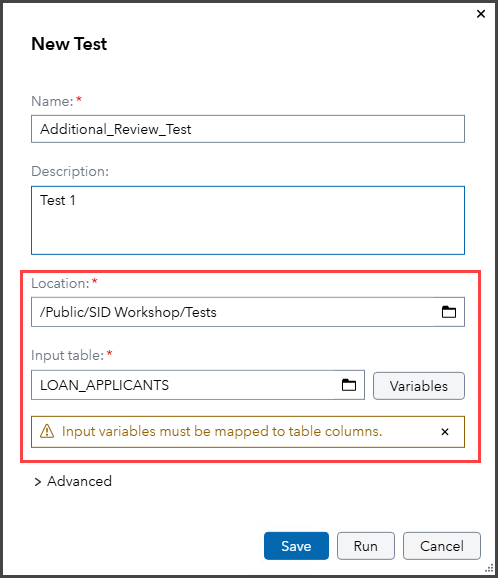 New Test
Name: *
Additional_Review_Test
Description:
Test 1
Location: *
/Public/SID Workshop/Tests
Input table: *
LOAN_APPLICANTS
Variables
Input variables must be mapped to table columns.
Advanced
Save Run Cancel